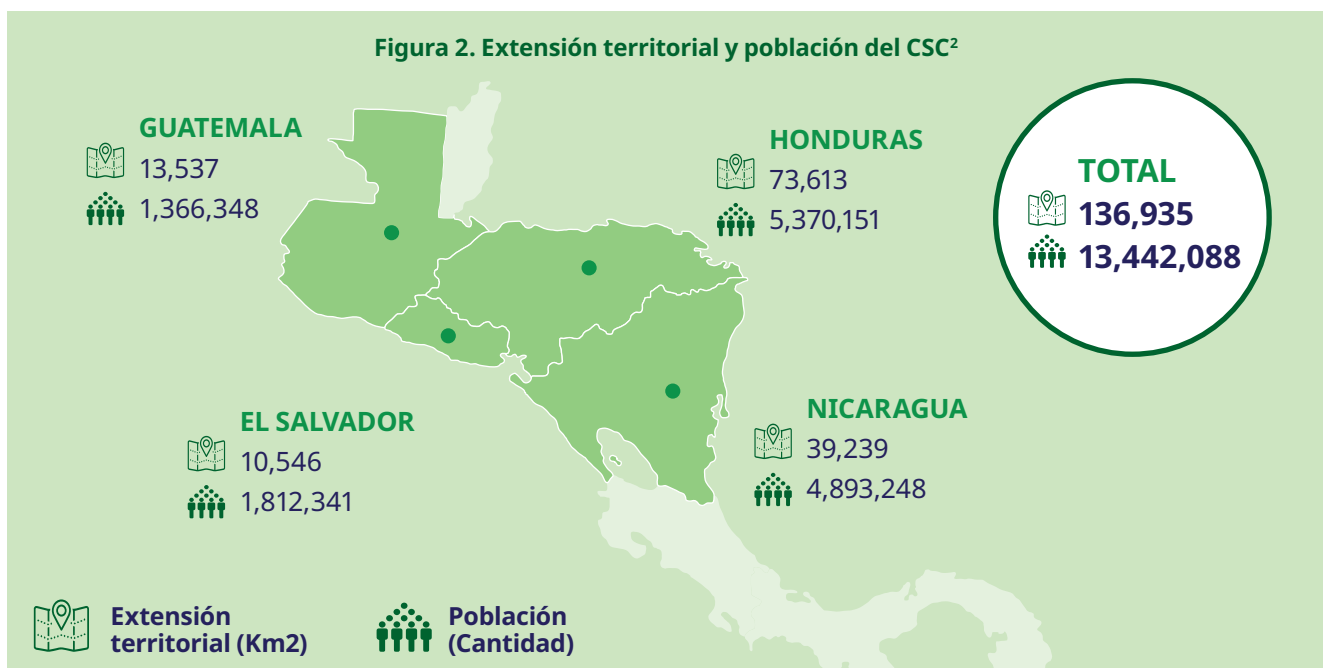 Figura 2. Extensión territorial y población del CSC²
GUATEMALA
13,537
1,366,348
HONDURAS
73,613
5,370,151
TOTAL
136,935
13,442,088
EL SALVADOR
10,546
1,812,341
NICARAGUA
39,239
4,893,248
Extensión
territorial (Km2)
Población
(Cantidad)